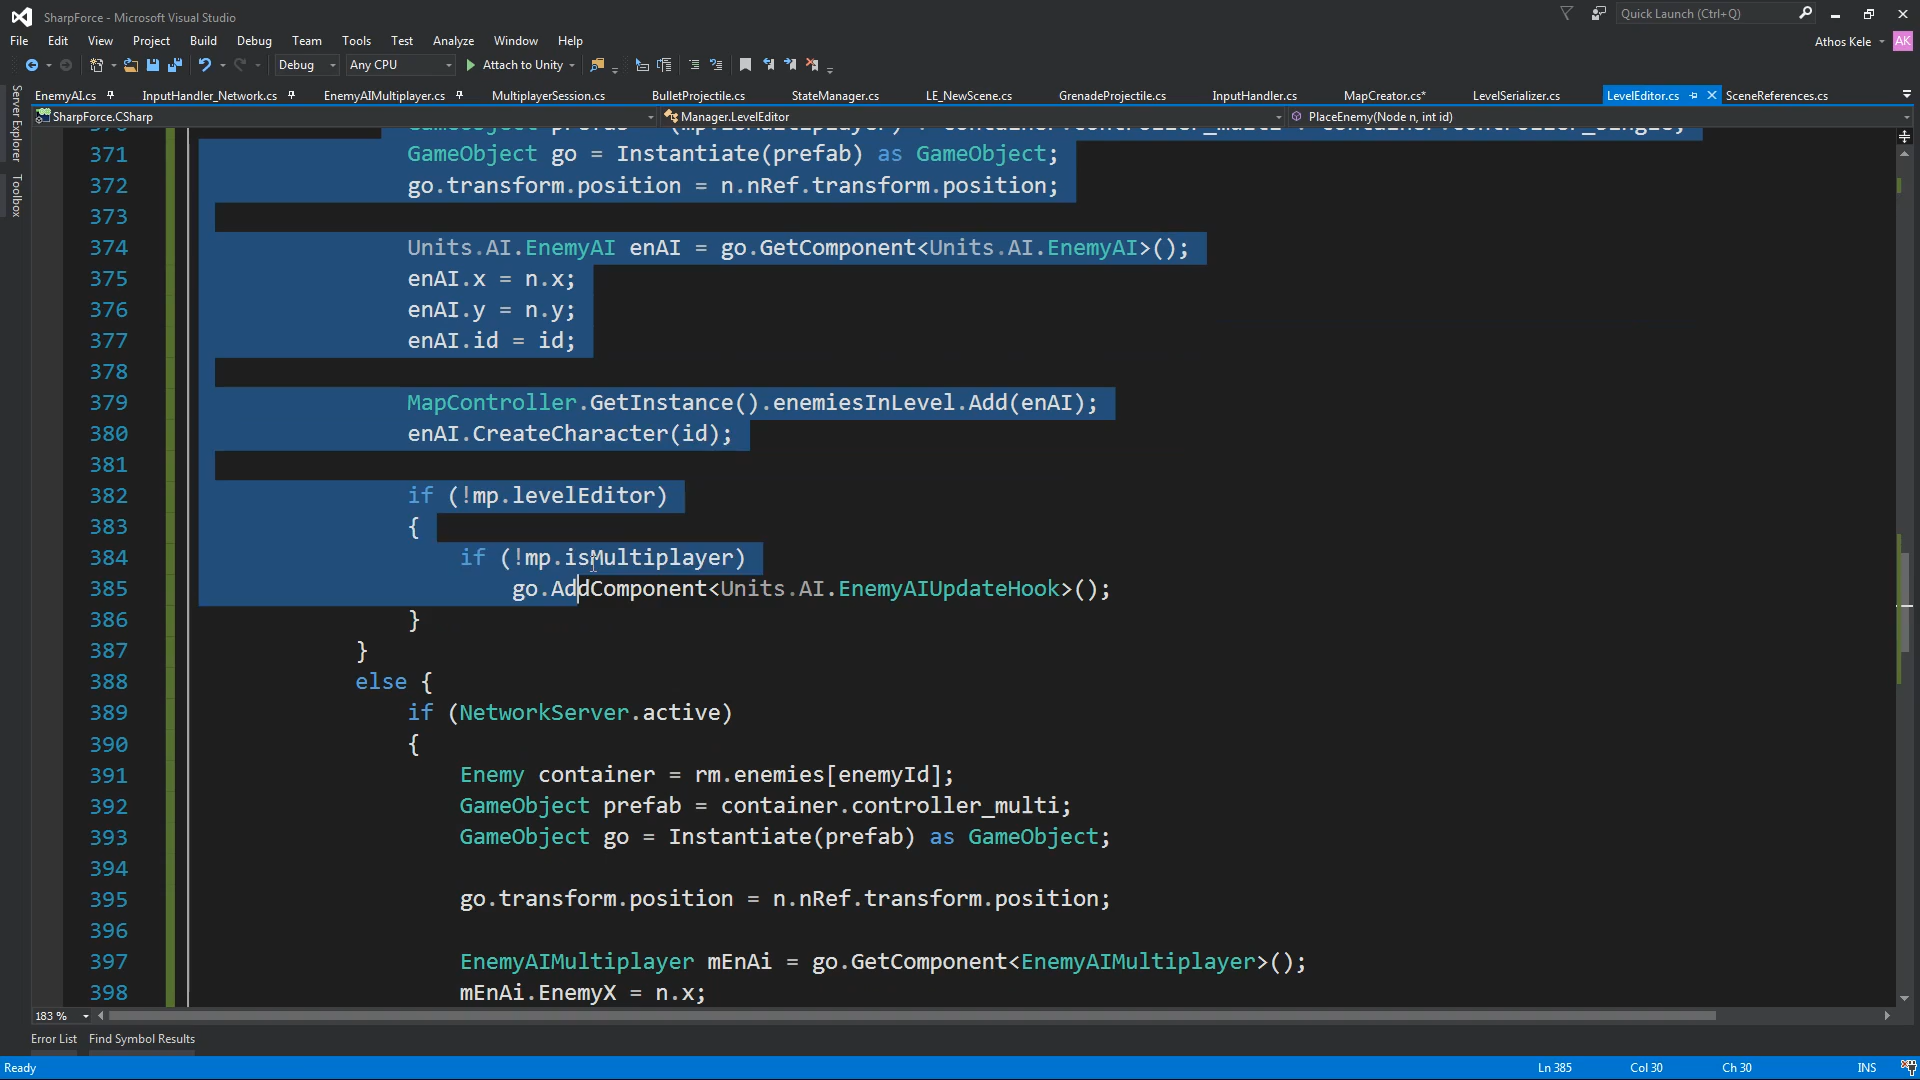 SharpForce - Microsoft Visual Studio
Quick Launch (Ctrl+Q)
File Edit View Project Build Debug Team Tools Test Analyze Window Help
Athos Kele AK
Debug Any CPU Attach to Unity
Server Explorer
Toolbox
EnemyAI.cs InputHandler_Network.cs EnemyAIMultiplayer.cs MultiplayerSession.cs BulletProjectile.cs StateManager.cs LE_NewScene.cs GrenadeProjectile.cs InputHandler.cs MapCreator.cs* LevelSerializer.cs LevelEditor.cs SceneReferences.cs
SharpForce.CSharp Manager.LevelEditor PlaceEnemy(Node n, int id)
371 GameObject go = Instantiate(prefab) as GameObject;
372 go.transform.position = n.nRef.transform.position;
373
374 Units.AI.EnemyAI enAI = go.GetComponent<Units.AI.EnemyAI>();
375 enAI.x = n.x;
376 enAI.y = n.y;
377 enAI.id = id;
378
379 MapController.GetInstance().enemiesInLevel.Add(enAI);
380 enAI.CreateCharacter(id);
381
382 if (!mp.levelEditor)
383 {
384 if (!mp.isMultiplayer)
385 go.AddComponent<Units.AI.EnemyAIUpdateHook>();
386 }
387 }
388 else {
389 if (NetworkServer.active)
390 {
391 Enemy container = rm.enemies[enemyId];
392 GameObject prefab = container.controller_multi;
393 GameObject go = Instantiate(prefab) as GameObject;
394
395 go.transform.position = n.nRef.transform.position;
396
397 EnemyAIMultiplayer mEnAi = go.GetComponent<EnemyAIMultiplayer>();
398 mEnAi.EnemyX = n.x;
183 %
Error List Find Symbol Results
Ready Ln 385 Col 30 Ch 30 INS